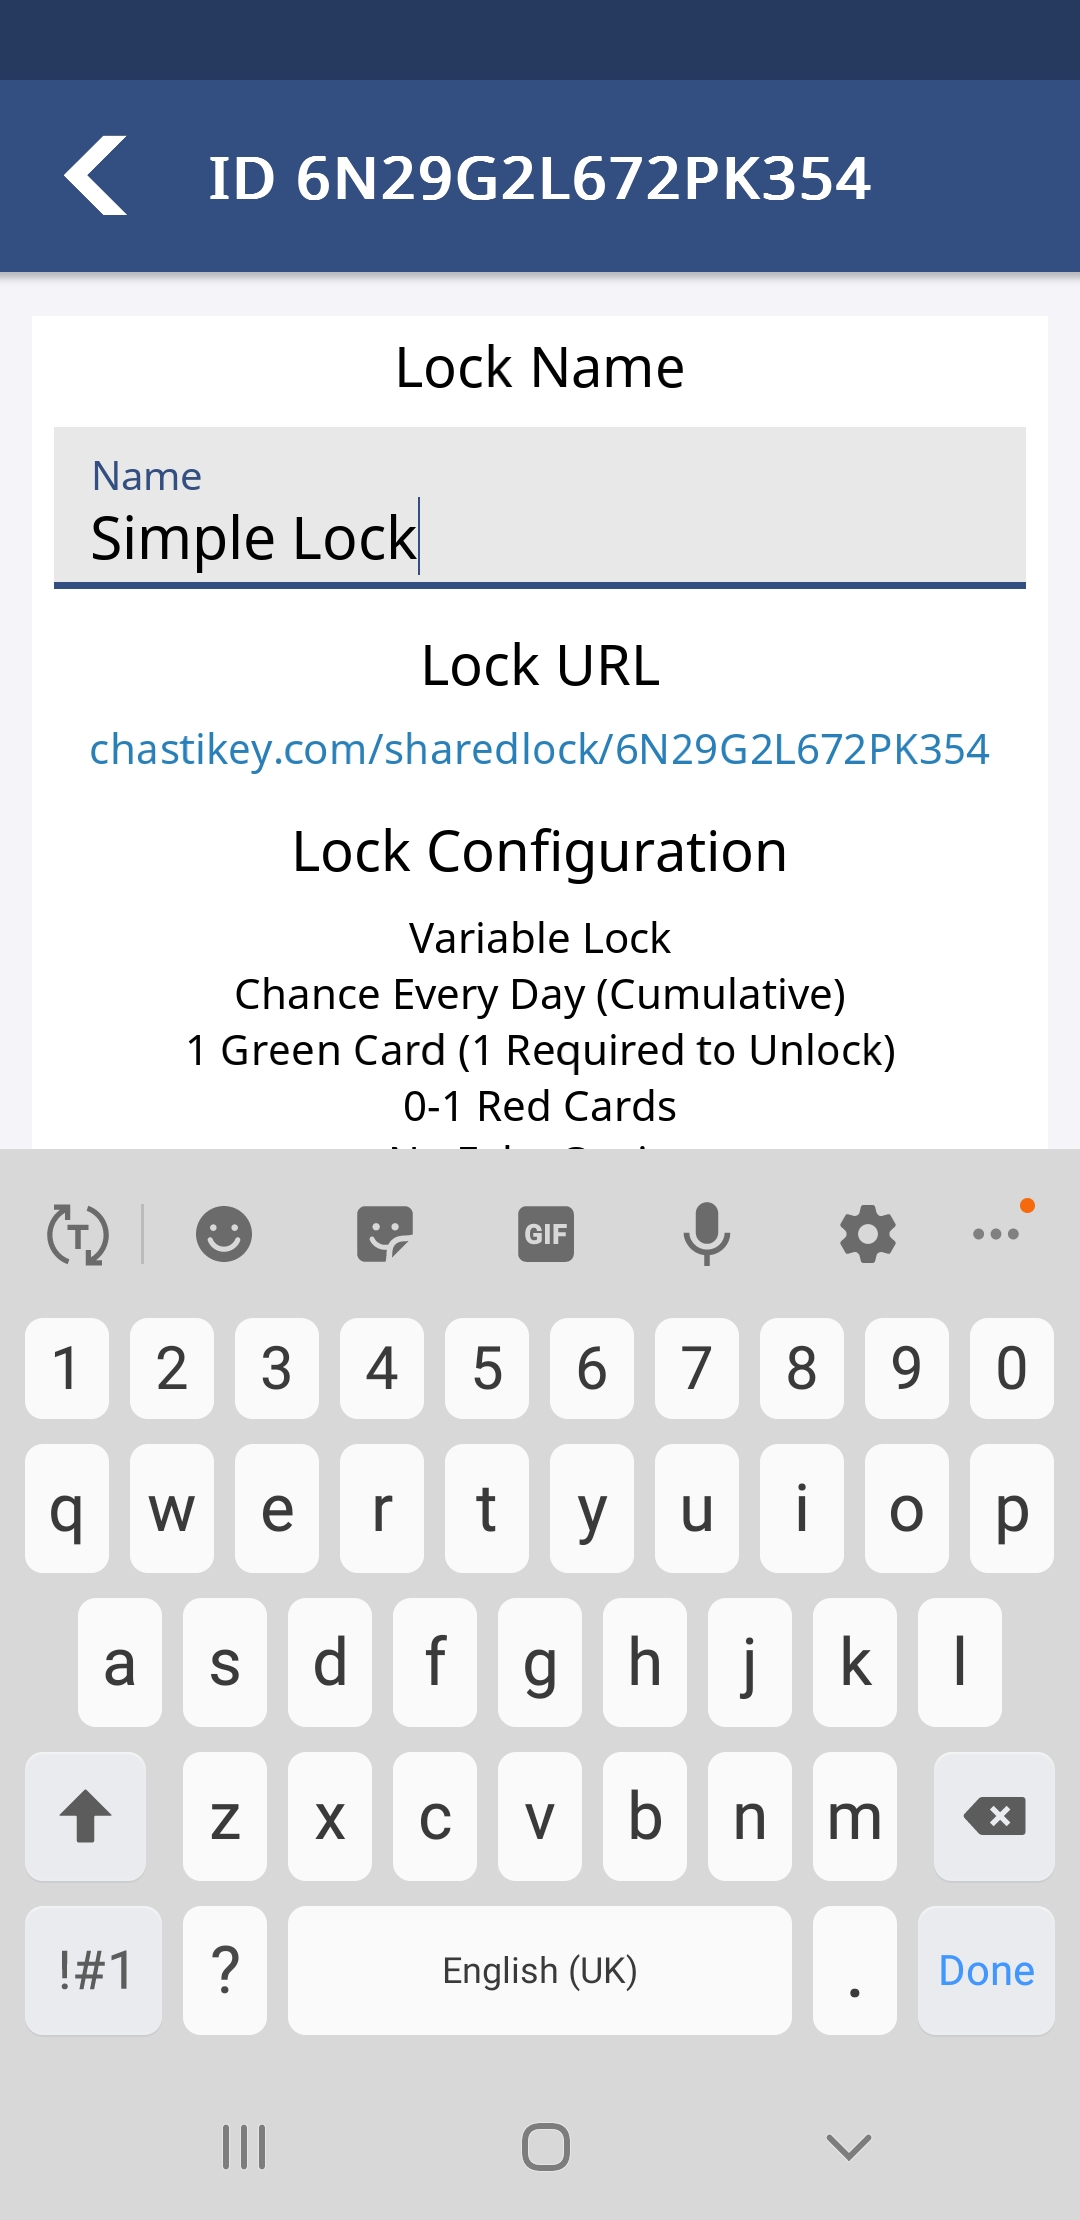 ID 6N29G2L672PK354
Lock Name
Name
Simple Lock
Lock URL
chastikey.com/sharedlock/6N29G2L672PK354
Lock Configuration
Variable Lock
Chance Every Day (Cumulative)
1 Green Card (1 Required to Unlock)
0-1 Red Cards
T GIF
1 2 3 4 5 6 7 8 9 0
q w e r t y u i o p
a s d f g h j k l
z x c v b n m
!#1 ? English (UK) . Done